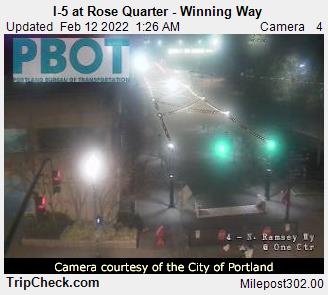 I-5 at Rose Quarter - Winning Way
Updated Feb 12 2022 1:26 AM Camera 4
PBOT
PORTLAND BUREAU OF TRANSPORTATION
4 - N. Ramsey Wy
@ One Ctr
Camera courtesy of the City of Portland
TripCheck.com Milepost302.00